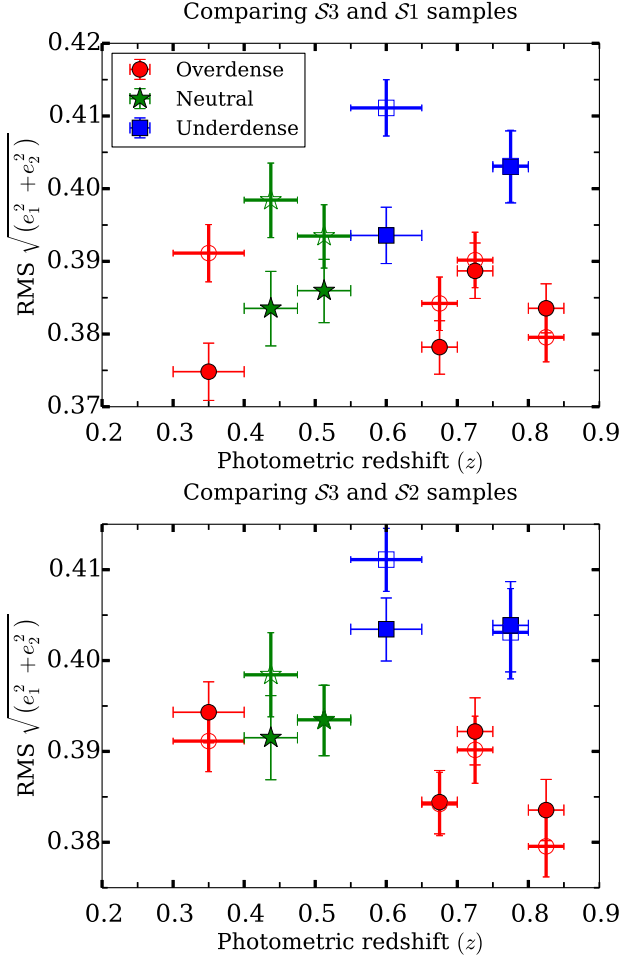 Comparing 𝒮3 and 𝒮1 samples
0.42
0.41
0.40
0.39
0.38
0.37
RMS √(e₁² + e₂²)
Overdense
Neutral
Underdense
0.2 0.3 0.4 0.5 0.6 0.7 0.8 0.9
Photometric redshift (z)
Comparing 𝒮3 and 𝒮2 samples
0.41
0.40
0.39
0.38
RMS √(e₁² + e₂²)
0.2 0.3 0.4 0.5 0.6 0.7 0.8 0.9
Photometric redshift (z)